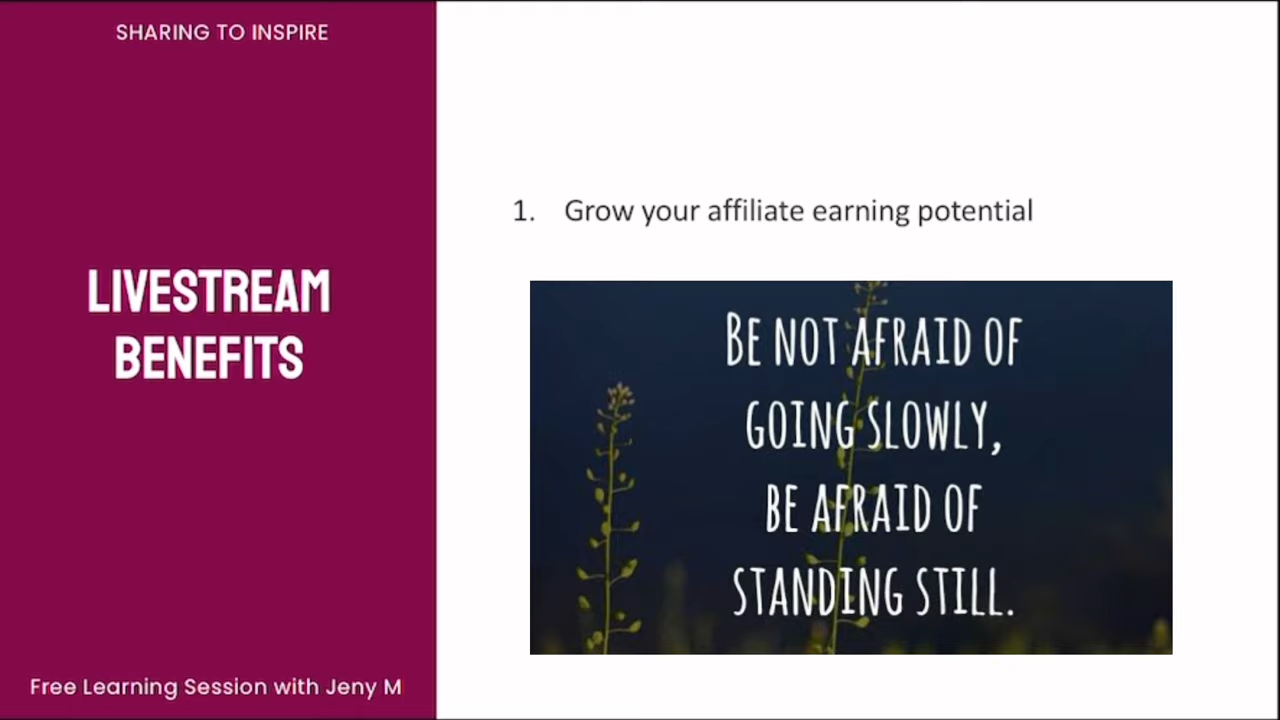 SHARING TO INSPIRE
LIVESTREAM
BENEFITS
Free Learning Session with Jeny M
1. Grow your affiliate earning potential
BE NOT AFRAID OF
GOING SLOWLY,
BE AFRAID OF
STANDING STILL.